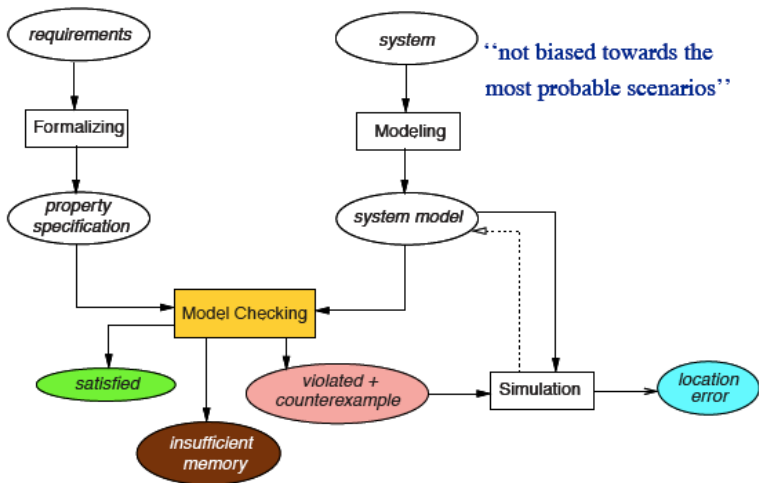 requirements
system
‘‘not biased towards the
most probable scenarios’’
Formalizing
Modeling
property
specification
system model
Model Checking
satisfied
violated +
counterexample
Simulation
location
error
insufficient
memory